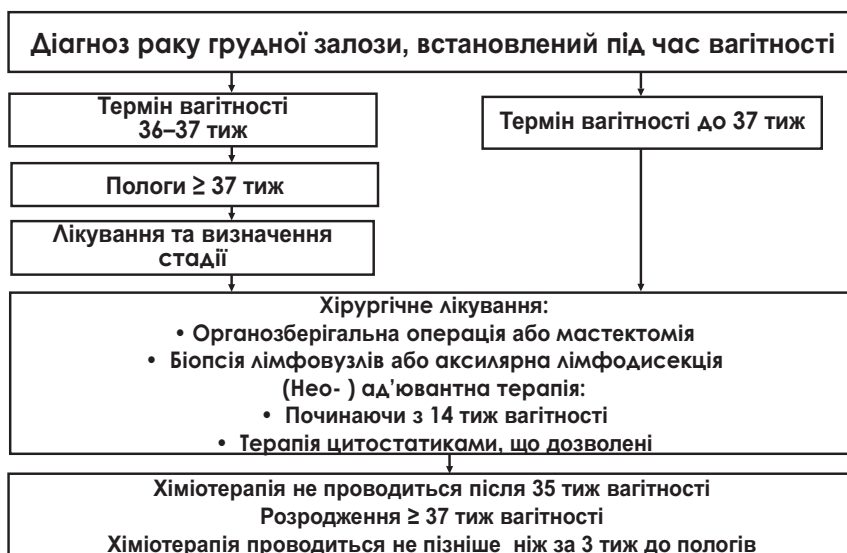 Діагноз раку грудної залози, встановлений під час вагітності
Термін вагітності
36–37 тиж
Термін вагітності до 37 тиж
Пологи ≥ 37 тиж
Лікування та визначення
стадії
Хірургічне лікування:
• Органозберігальна операція або мастектомія
• Біопсія лімфовузлів або аксилярна лімфодисекція
(Нео- ) ад’ювантна терапія:
• Починаючи з 14 тиж вагітності
• Терапія цитостатиками, що дозволені
Хіміотерапія не проводиться після 35 тиж вагітності
Розродження ≥ 37 тиж вагітності
Хіміотерапія проводиться не пізніше ніж за 3 тиж до пологів